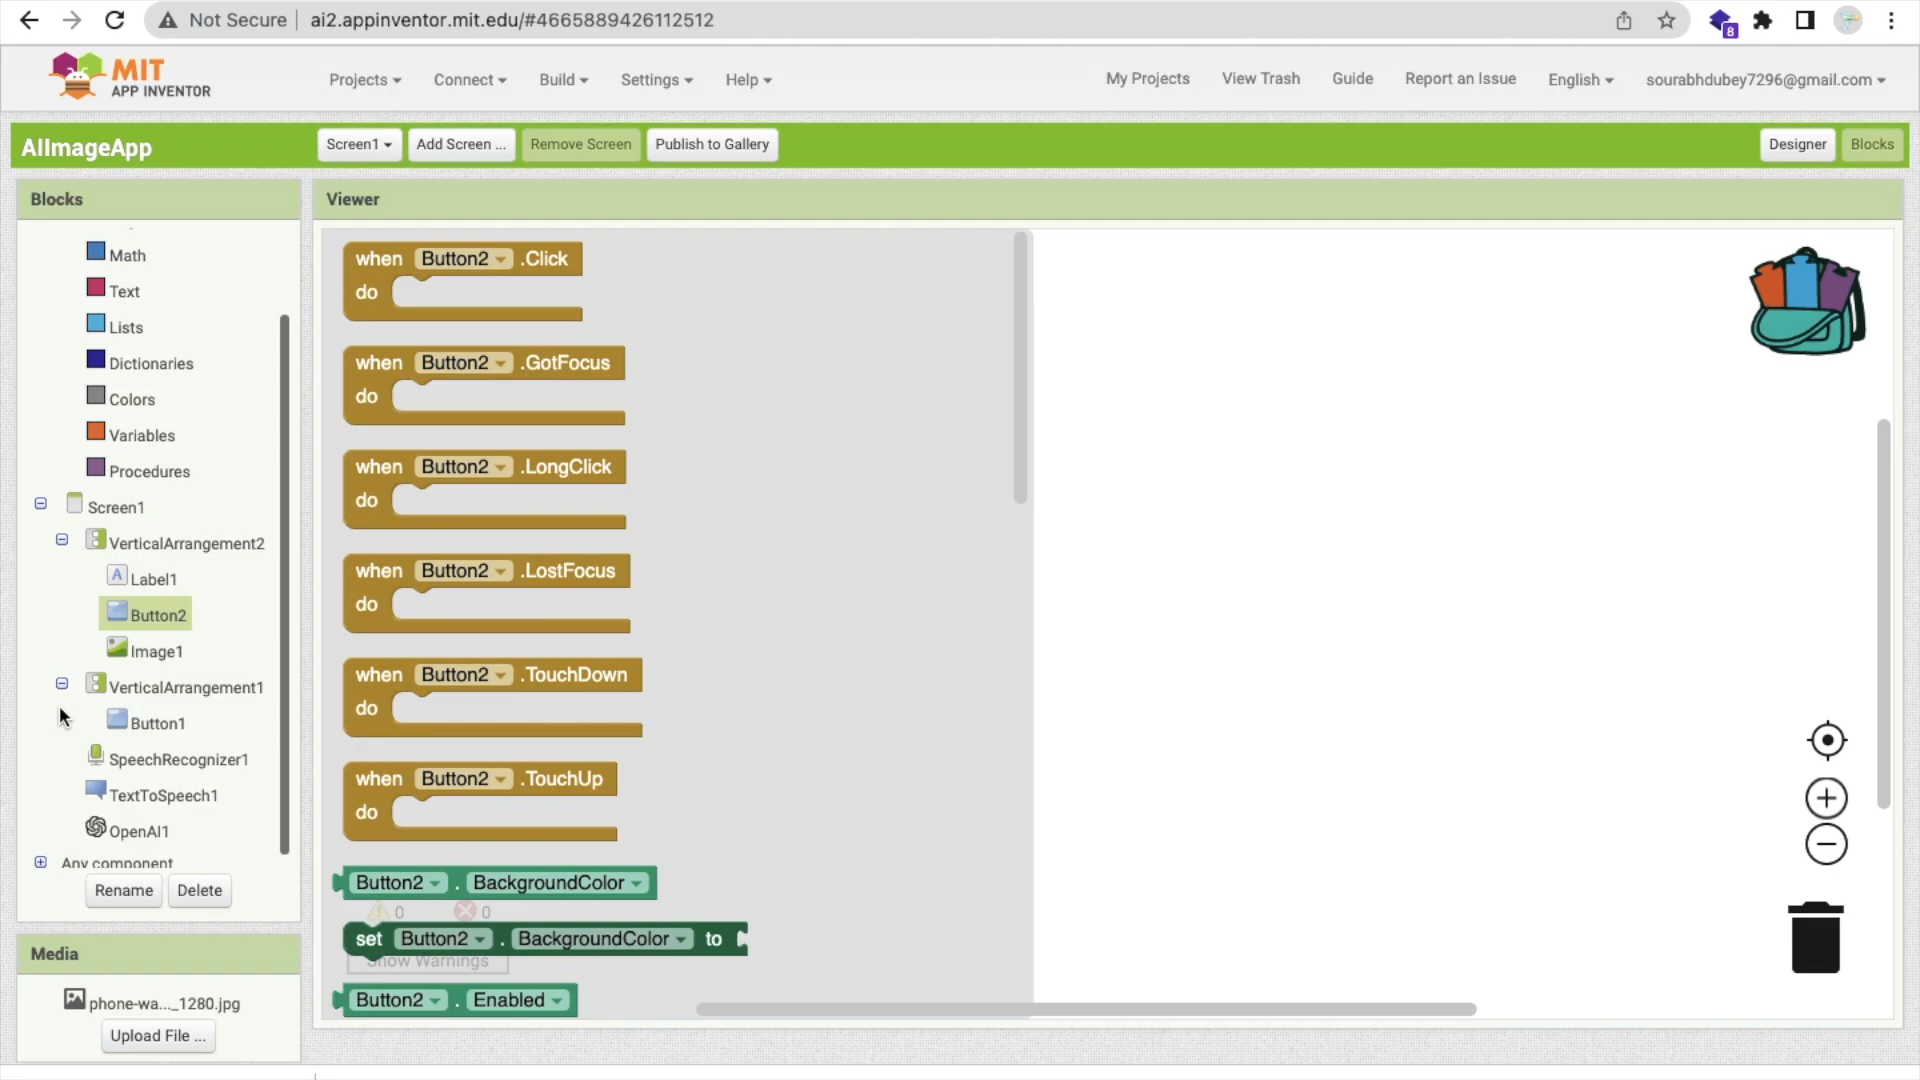 Not Secure | ai2.appinventor.mit.edu/#4665889426112512
8
MIT
APP INVENTOR
Projects
Connect
Build
Settings
Help
My Projects
View Trash
Guide
Report an Issue
English
sourabhdubey7296@gmail.com
AIImageApp
Screen1
Add Screen ...
Remove Screen
Publish to Gallery
Designer
Blocks
Blocks
Math
Text
Lists
Dictionaries
Colors
Variables
Procedures
Screen1
VerticalArrangement2
A Label1
Button2
Image1
VerticalArrangement1
Button1
SpeechRecognizer1
TextToSpeech1
OpenAI1
Any component
Rename
Delete
Media
phone-wa..._1280.jpg
Upload File ...
Viewer
when Button2 .Click
do
when Button2 .GotFocus
do
when Button2 .LongClick
do
when Button2 .LostFocus
do
when Button2 .TouchDown
do
when Button2 .TouchUp
do
Button2 . BackgroundColor
0 0
set Button2 . BackgroundColor to
Show Warnings
Button2 . Enabled